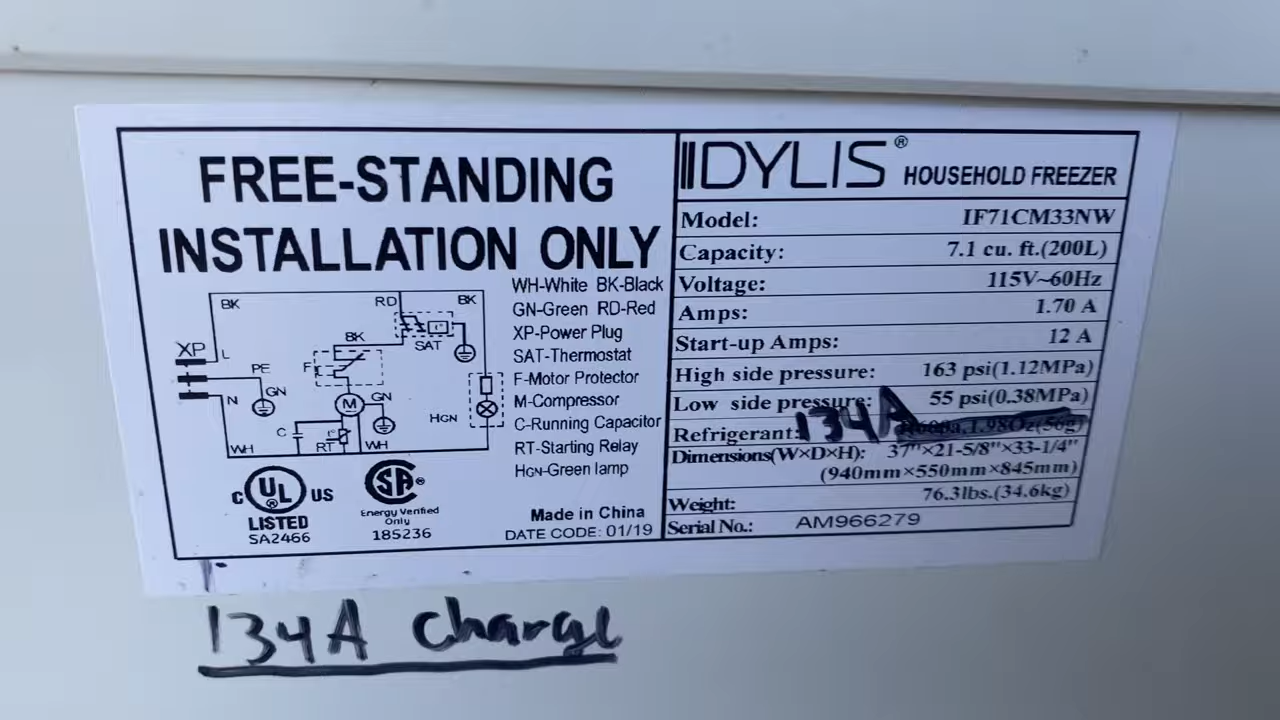 FREE-STANDING
INSTALLATION ONLY
WH-White BK-Black
GN-Green RD-Red
XP-Power Plug
SAT-Thermostat
F-Motor Protector
M-Compressor
C-Running Capacitor
RT-Starting Relay
HGN-Green lamp
BK
RD
BK
XP
L
PE
BK
SAT
F
GN
N
M
GN
HGN
C
1°
RT
WH
WH
C UL US
®
LISTED
SA2466
SA®
Energy Verified
Only
185236
Made in China
DATE CODE: 01/19
IDYLIS® HOUSEHOLD FREEZER
Model: IF71CM33NW
Capacity: 7.1 cu. ft.(200L)
Voltage: 115V~60Hz
Amps: 1.70 A
Start-up Amps: 12 A
High side pressure: 163 psi(1.12MPa)
Low side pressure: 55 psi(0.38MPa)
Refrigerant: 134A R600a, 1.98Oz(56g)
Dimensions(W×D×H): 37"×21-5/8"×33-1/4"
(940mm×550mm×845mm)
Weight: 76.3lbs.(34.6kg)
Serial No.: AM966279
134A charge